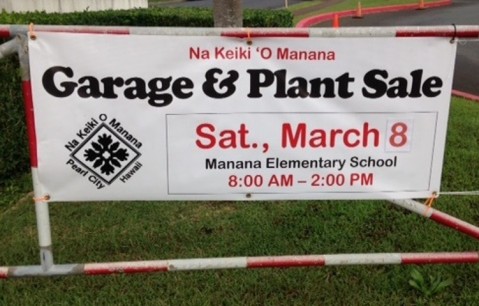 Na Keiki 'O Manana
Garage & Plant Sale
Na Keiki O Manana
Pearl City
Hawaii
Sat., March 8
Manana Elementary School
8:00 AM – 2:00 PM